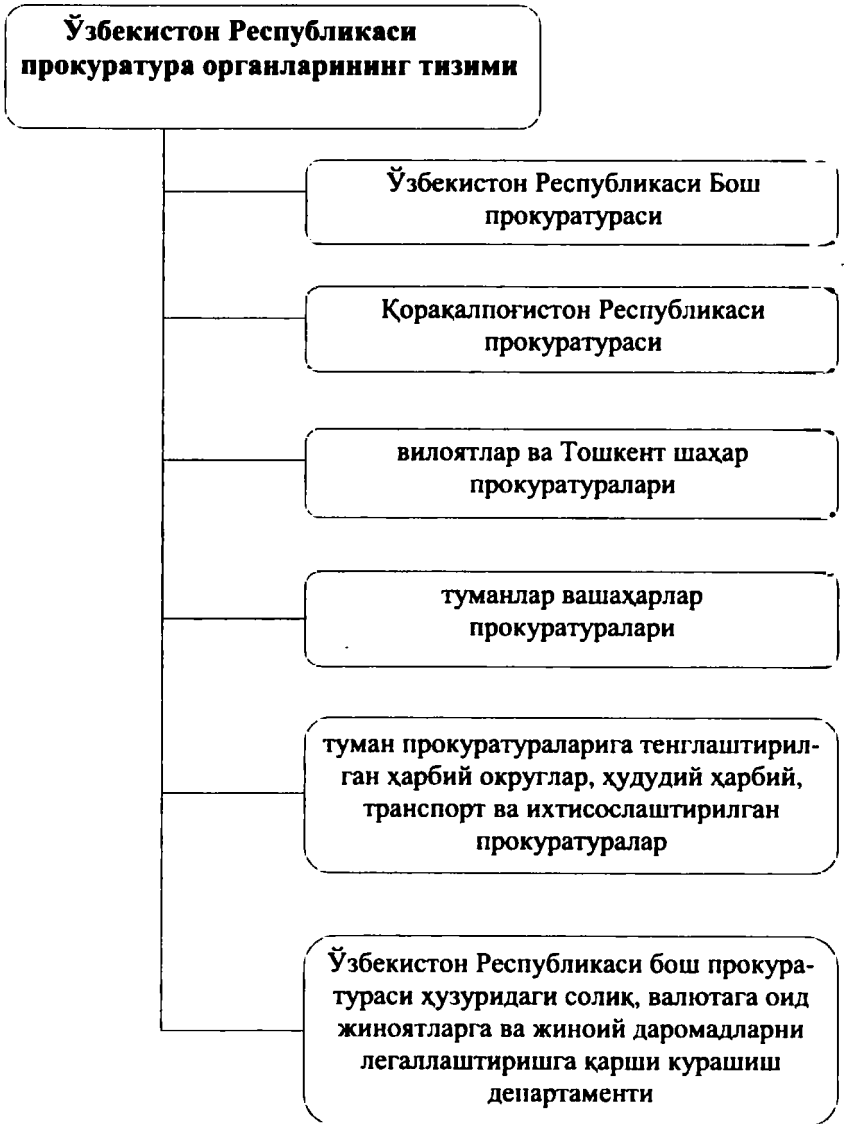 Ўзбекистон Республикаси
прокуратура органларининг тизими
Ўзбекистон Республикаси Бош
прокуратураси
Қорақалпоғистон Республикаси
прокуратураси
вилоятлар ва Тошкент шаҳар
прокуратуралари
туманлар вашаҳарлар
прокуратуралари
туман прокуратураларига тенглаштирил-
ган ҳарбий округлар, ҳудудий ҳарбий,
транспорт ва ихтисослаштирилган
прокуратуралар
Ўзбекистон Республикаси бош прокура-
тураси ҳузуридаги солиқ, валютага оид
жиноятларга ва жиноий даромадларни
легаллаштиришга қарши курашиш
департаменти